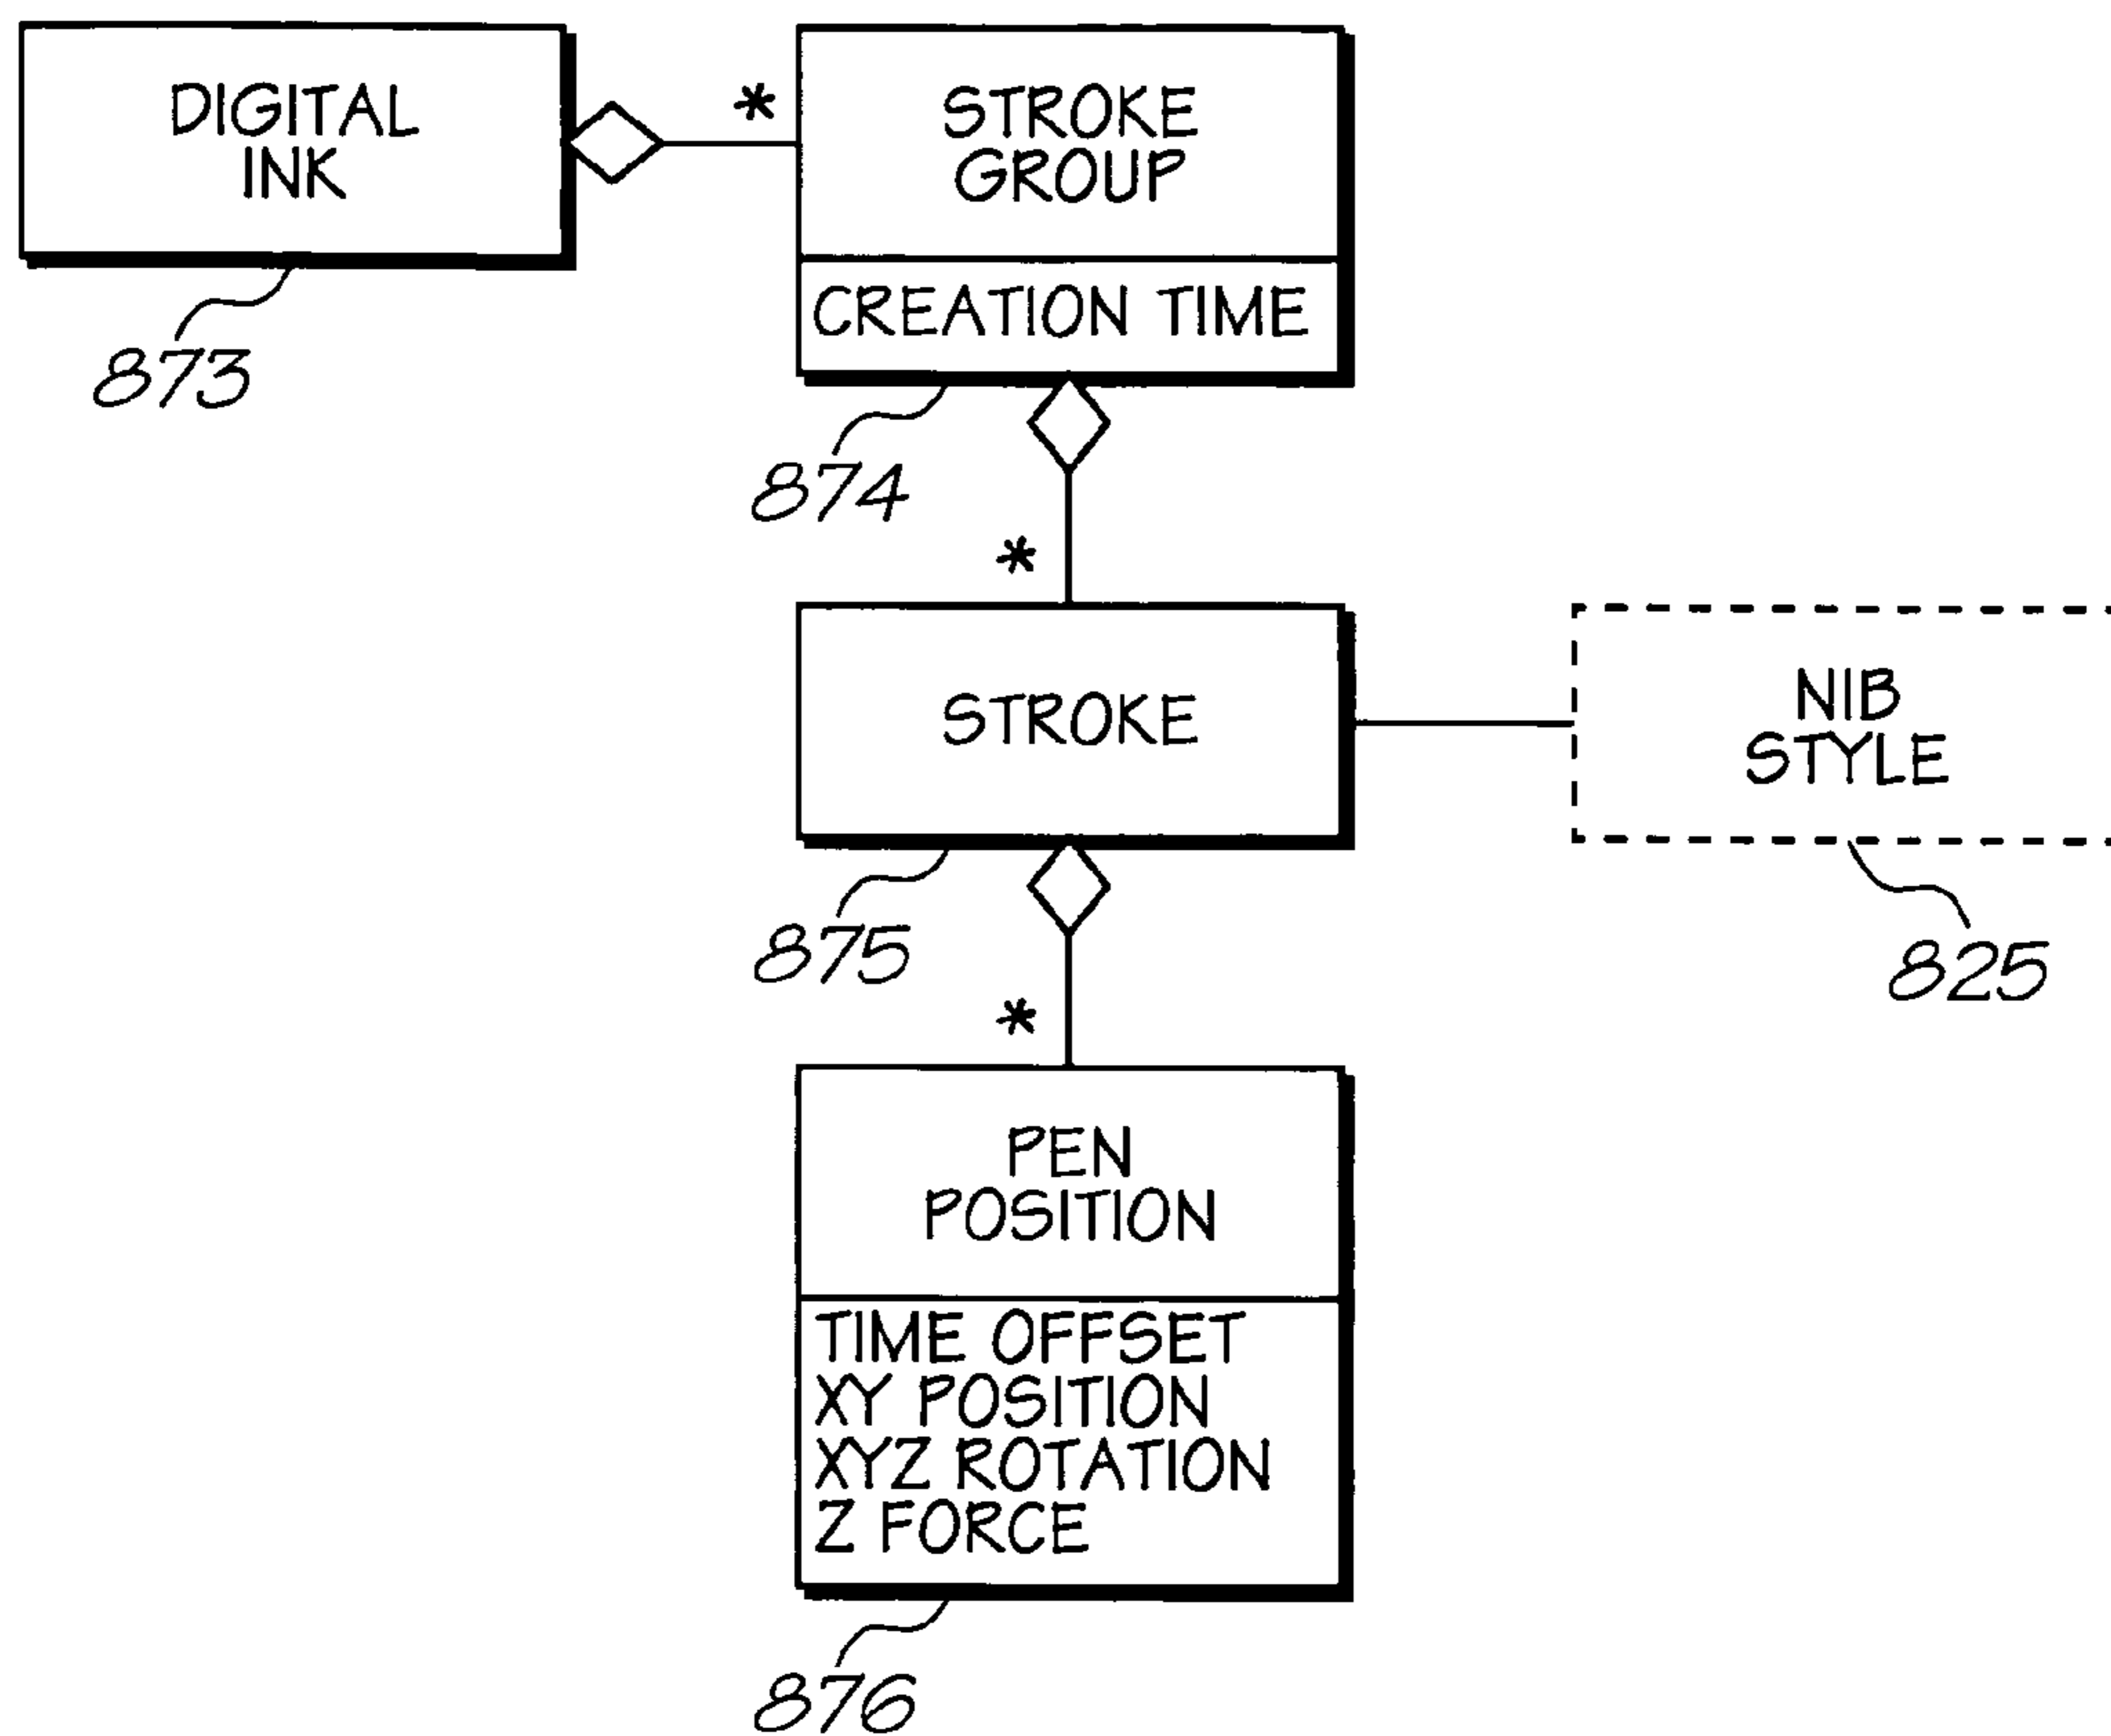 DIGITAL
INK
873
*
STROKE
GROUP
CREATION TIME
874
*
STROKE
875
NIB
STYLE
825
*
PEN
POSITION
TIME OFFSET
XY POSITION
XYZ ROTATION
Z FORCE
876